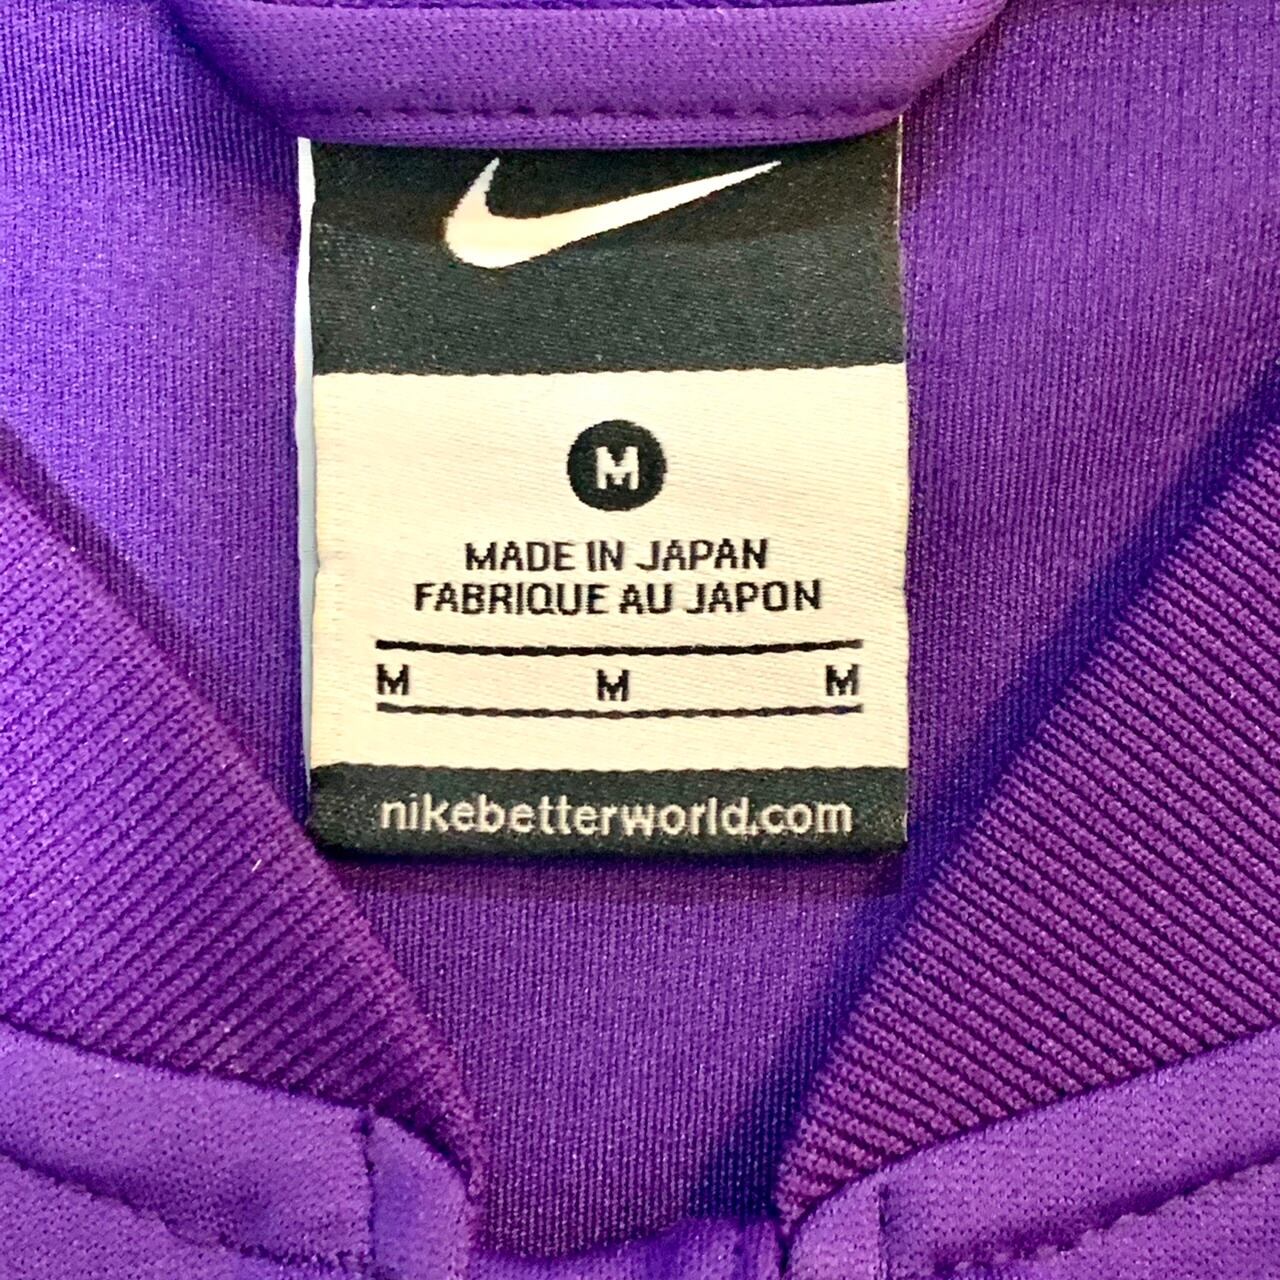 M
MADE IN JAPAN
FABRIQUE AU JAPON
M M M
nikebetterworld.com